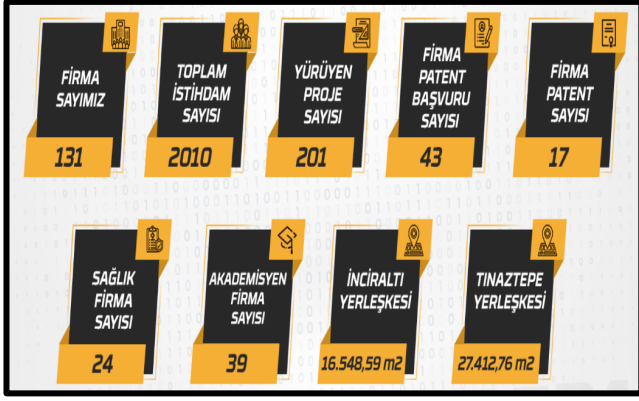 FİRMA
SAYIMIZ
131
TOPLAM
İSTİHDAM
SAYISI
2010
YÜRÜYEN
PROJE
SAYISI
201
FİRMA
PATENT
BAŞVURU
SAYISI
43
FİRMA
PATENT
SAYISI
17
SAĞLIK
FİRMA
SAYISI
24
AKADEMİSYEN
FİRMA
SAYISI
39
İNCİRALTI
YERLEŞKESİ
16.548,59 m2
TINAZTEPE
YERLEŞKESİ
27.412,76 m2